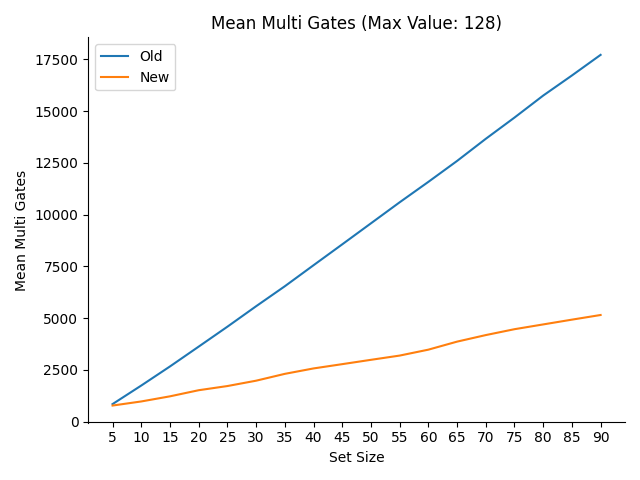 Mean Multi Gates (Max Value: 128)
Old
New
Mean Multi Gates
17500
15000
12500
10000
7500
5000
2500
0
5 10 15 20 25 30 35 40 45 50 55 60 65 70 75 80 85 90
Set Size